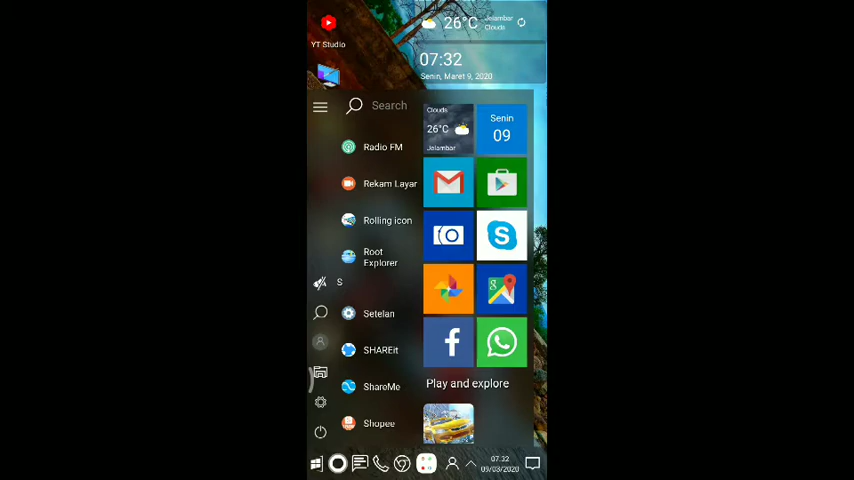 YT Studio
26°C
Jelambar
Clouds
07:32
Senin, Maret 9, 2020
Search
Radio FM
Rekam Layar
Rolling icon
Root
Explorer
S
Setelan
SHAREit
ShareMe
Shopee
Clouds
26°C
Jelambar
Senin
09
Play and explore
07.32
09/03/2020